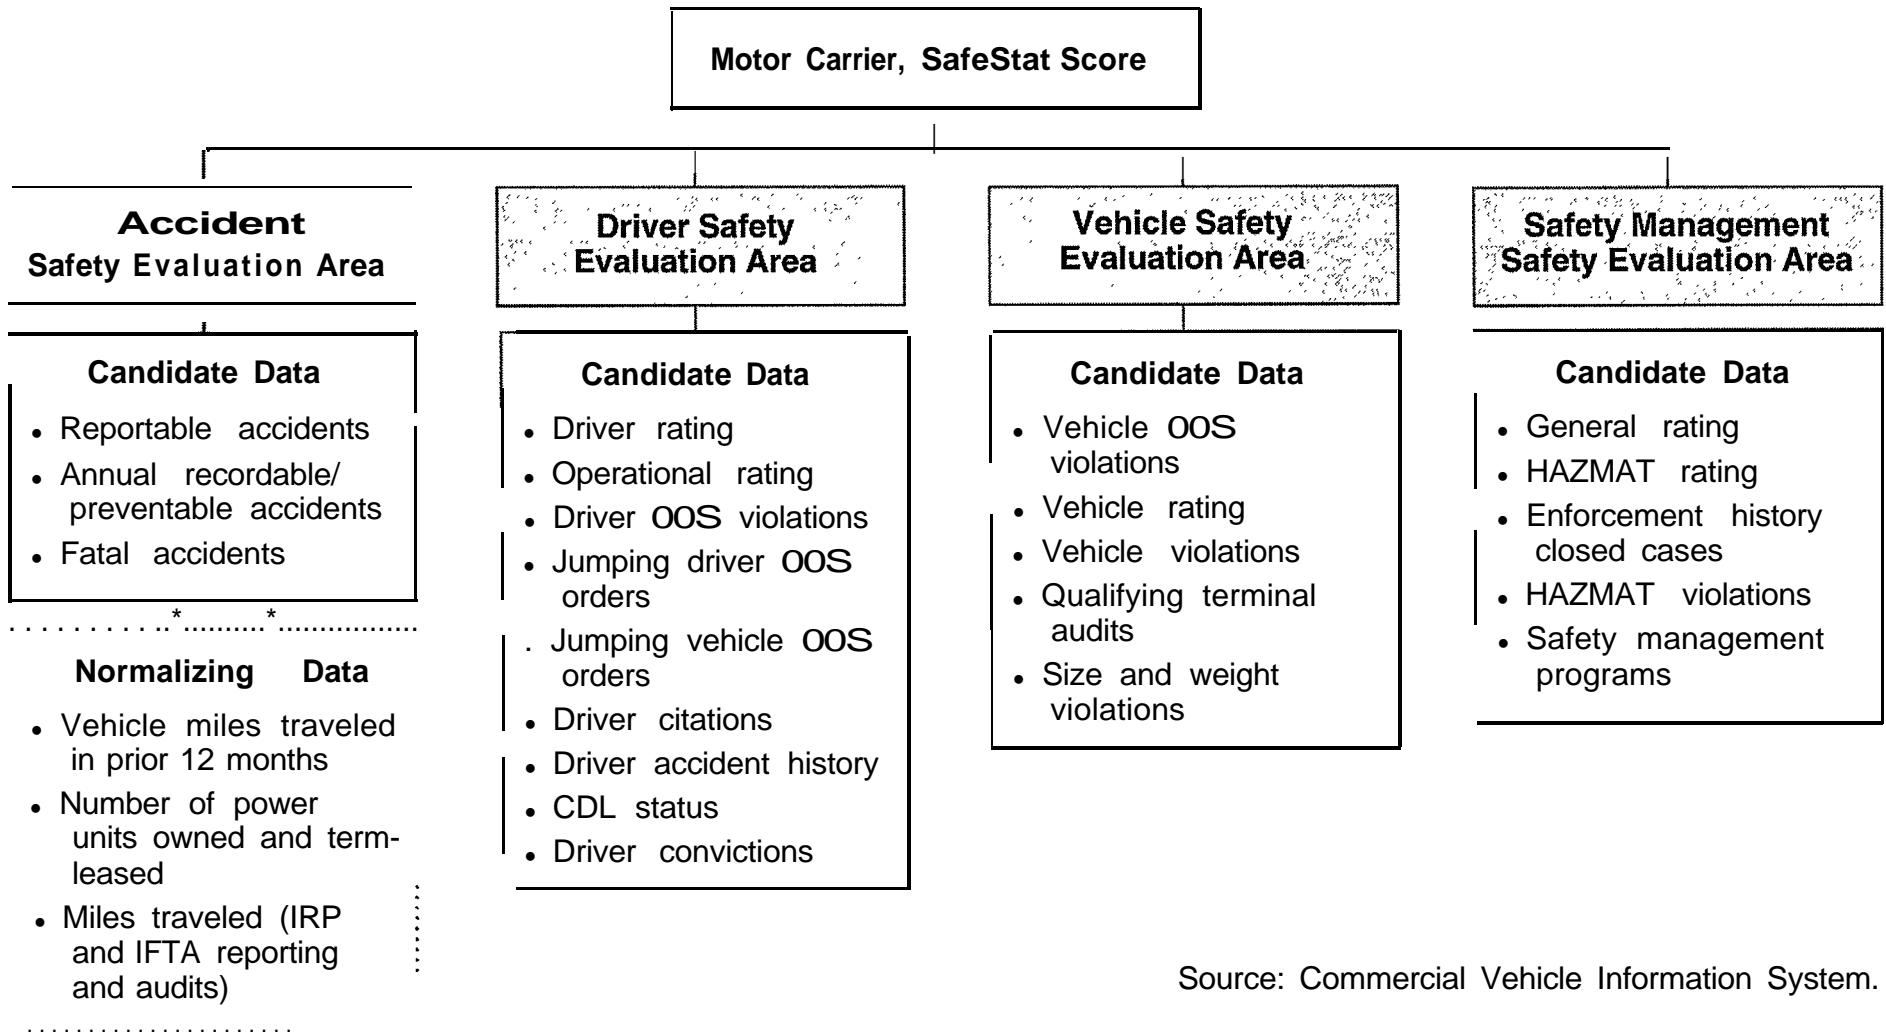 Motor Carrier, SafeStat Score
Accident
Safety Evaluation Area
Candidate Data
• Reportable accidents
• Annual recordable/
preventable accidents
• Fatal accidents
Normalizing Data
• Vehicle miles traveled
in prior 12 months
• Number of power
units owned and term-
leased
• Miles traveled (IRP
and IFTA reporting
and audits)
Driver Safety
Evaluation Area
Candidate Data
• Driver rating
• Operational rating
• Driver OOS violations
• Jumping driver OOS
orders
. Jumping vehicle OOS
orders
• Driver citations
• Driver accident history
• CDL status
• Driver convictions
Vehicle Safety
Evaluation Area
Candidate Data
• Vehicle OOS
violations
• Vehicle rating
• Vehicle violations
• Qualifying terminal
audits
• Size and weight
violations
Safety Management
Safety Evaluation Area
Candidate Data
• General rating
• HAZMAT rating
• Enforcement history
closed cases
• HAZMAT violations
• Safety management
programs
Source: Commercial Vehicle Information System.